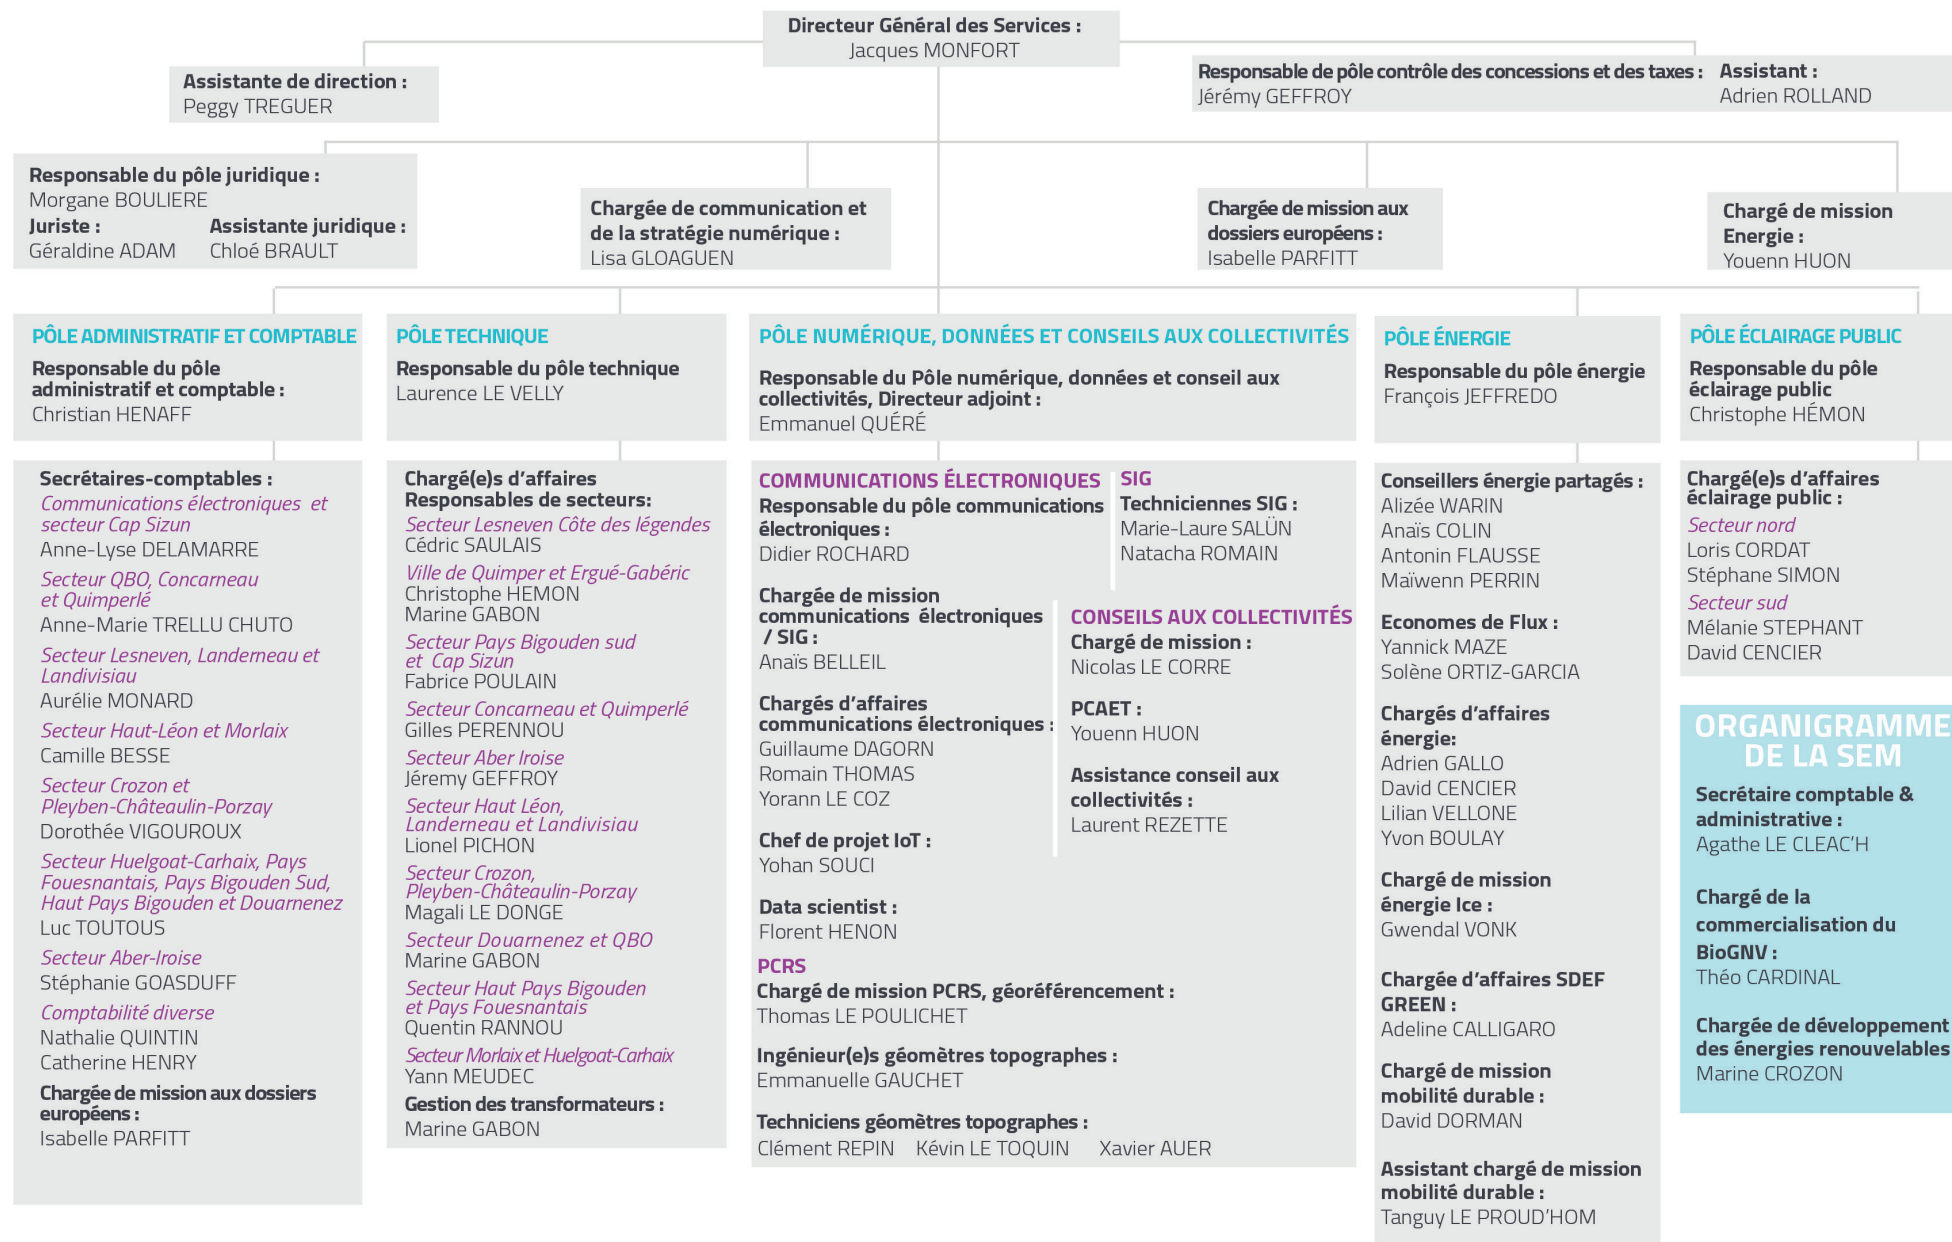 Directeur Général des Services :
Jacques MONFORT
Assistante de direction :
Peggy TREGUER
Responsable de pôle contrôle des concessions et des taxes :
Jérémy GEFFROY
Assistant :
Adrien ROLLAND
Responsable du pôle juridique :
Morgane BOULIERE
Juriste :
Géraldine ADAM
Assistante juridique :
Chloé BRAULT
Chargée de communication et
de la stratégie numérique :
Lisa GLOAGUEN
Chargée de mission aux
dossiers européens :
Isabelle PARFITT
Chargé de mission
Energie :
Youenn HUON
PÔLE ADMINISTRATIF ET COMPTABLE
Responsable du pôle
administratif et comptable :
Christian HENAFF
Secrétaires-comptables :
Communications électroniques et
secteur Cap Sizun
Anne-Lyse DELAMARRE
Secteur QBO, Concarneau
et Quimperlé
Anne-Marie TRELLU CHUTO
Secteur Lesneven, Landerneau et
Landivisiau
Aurélie MONARD
Secteur Haut-Léon et Morlaix
Camille BESSE
Secteur Crozon et
Pleyben-Châteaulin-Porzay
Dorothée VIGOUROUX
Secteur Huelgoat-Carhaix, Pays
Fouesnantais, Pays Bigouden Sud,
Haut Pays Bigouden et Douarnenez
Luc TOUTOUS
Secteur Aber-Iroise
Stéphanie GOASDUFF
Comptabilité diverse
Nathalie QUINTIN
Catherine HENRY
Chargée de mission aux dossiers
européens :
Isabelle PARFITT
PÔLE TECHNIQUE
Responsable du pôle technique
Laurence LE VELLY
Chargé(e)s d'affaires
Responsables de secteurs:
Secteur Lesneven Côte des légendes
Cédric SAULAIS
Ville de Quimper et Ergué-Gabéric
Christophe HEMON
Marine GABON
Secteur Pays Bigouden sud
et Cap Sizun
Fabrice POULAIN
Secteur Concarneau et Quimperlé
Gilles PERENNOU
Secteur Aber Iroise
Jéremy GEFFROY
Secteur Haut Léon,
Landerneau et Landivisiau
Lionel PICHON
Secteur Crozon,
Pleyben-Châteaulin-Porzay
Magali LE DONGE
Secteur Douarnenez et QBO
Marine GABON
Secteur Haut Pays Bigouden
et Pays Fouesnantais
Quentin RANNOU
Secteur Morlaix et Huelgoat-Carhaix
Yann MEUDEC
Gestion des transformateurs :
Marine GABON
PÔLE NUMÉRIQUE, DONNÉES ET CONSEILS AUX COLLECTIVITÉS
Responsable du Pôle numérique, données et conseil aux
collectivités, Directeur adjoint :
Emmanuel QUÉRÉ
COMMUNICATIONS ÉLECTRONIQUES
Responsable du pôle communications
électroniques :
Didier ROCHARD
Chargée de mission
communications électroniques
/ SIG :
Anaïs BELLEIL
Chargés d'affaires
communications électroniques :
Guillaume DAGORN
Romain THOMAS
Yorann LE COZ
Chef de projet IoT :
Yohan SOUCI
Data scientist :
Florent HENON
SIG
Techniciennes SIG :
Marie-Laure SALÜN
Natacha ROMAIN
CONSEILS AUX COLLECTIVITÉS
Chargé de mission :
Nicolas LE CORRE
PCAET :
Youenn HUON
Assistance conseil aux
collectivités :
Laurent REZETTE
PCRS
Chargé de mission PCRS, géoréférencement :
Thomas LE POULICHET
Ingénieur(e)s géomètres topographes :
Emmanuelle GAUCHET
Techniciens géomètres topographes :
Clément REPIN Kévin LE TOQUIN Xavier AUER
PÔLE ÉNERGIE
Responsable du pôle énergie
François JEFFREDO
Conseillers énergie partagés :
Alizée WARIN
Anaïs COLIN
Antonin FLAUSSE
Maïwenn PERRIN
Economes de Flux :
Yannick MAZE
Solène ORTIZ-GARCIA
Chargés d'affaires
énergie:
Adrien GALLO
David CENCIER
Lilian VELLONE
Yvon BOULAY
Chargé de mission
énergie Ice :
Gwendal VONK
Chargée d'affaires SDEF
GREEN :
Adeline CALLIGARO
Chargé de mission
mobilité durable :
David DORMAN
Assistant chargé de mission
mobilité durable :
Tanguy LE PROUD'HOM
PÔLE ÉCLAIRAGE PUBLIC
Responsable du pôle
éclairage public
Christophe HÉMON
Chargé(e)s d'affaires
éclairage public :
Secteur nord
Loris CORDAT
Stéphane SIMON
Secteur sud
Mélanie STEPHANT
David CENCIER
ORGANIGRAMME
DE LA SEM
Secrétaire comptable &
administrative :
Agathe LE CLEAC'H
Chargé de la
commercialisation du
BioGNV :
Théo CARDINAL
Chargée de développement
des énergies renouvelables
Marine CROZON